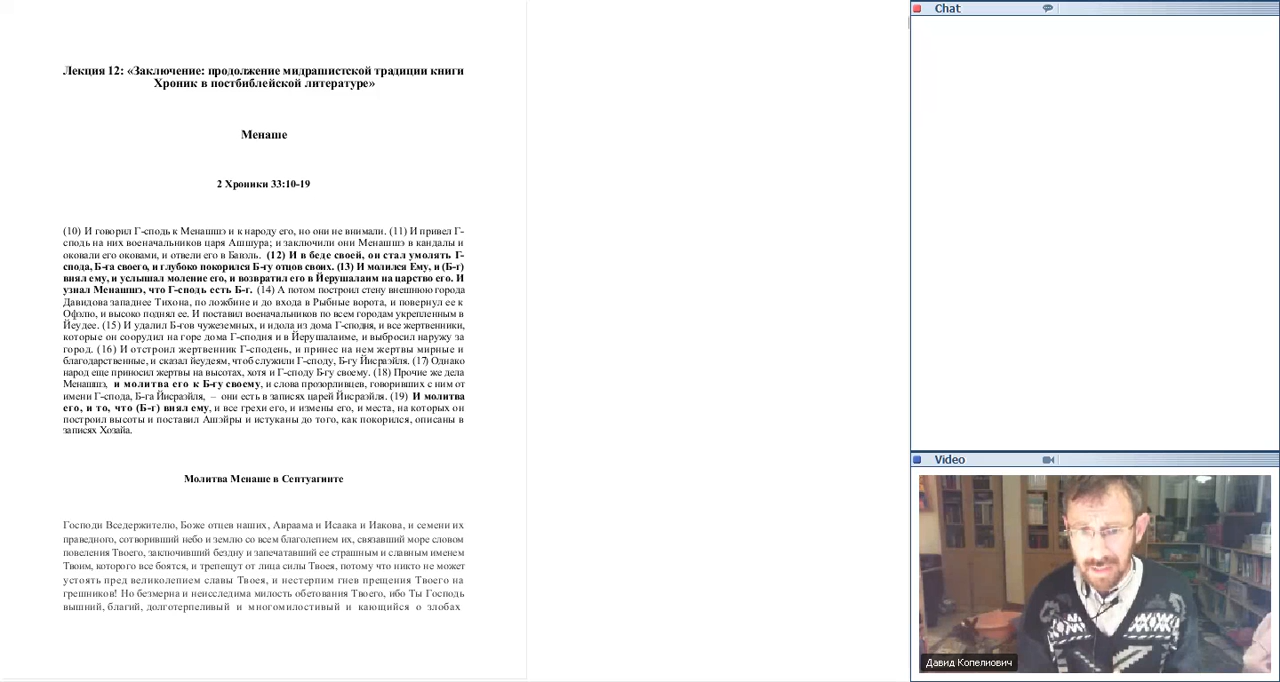 Лекция 12: «Заключение: продолжение мидрашистской традиции книги
Хроник в постбиблейской литературе»
Менаше
2 Хроники 33:10-19
(10) И говорил Г-сподь к Менашшэ и к народу его, но они не внимали. (11) И привел Г-
сподь на них военачальников царя Ашшура; и заключили они Менашшэ в кандалы и
оковали его оковами, и отвели его в Бавэль. (12) И в беде своей, он стал умолять Г-
спода, Б-га своего, и глубоко покорился Б-гу отцов своих. (13) И молился Ему, и (Б-г)
внял ему, и услышал моление его, и возвратил его в Йерушалаим на царство его. И
узнал Менашшэ, что Г-сподь есть Б-г. (14) А потом построил стену внешнюю города
Давидова западнее Тихона, по ложбине и до входа в Рыбные ворота, и повернул ее к
Офэлю, и высоко поднял ее. И поставил военачальников по всем городам укрепленным в
Йеудее. (15) И удалил Б-гов чужеземных, и идола из дома Г-сподня, и все жертвенники,
которые он соорудил на горе дома Г-сподня и в Йерушалаиме, и выбросил наружу за
город. (16) И отстроил жертвенник Г-сподень, и принес на нем жертвы мирные и
благодарственные, и сказал йеудеям, чтоб служили Г-споду, Б-гу Йисраэйля. (17) Однако
народ еще приносил жертвы на высотах, хотя и Г-споду Б-гу своему. (18) Прочие же дела
Менашшэ, и молитва его к Б-гу своему, и слова прозорливцев, говоривших с ним от
имени Г-спода, Б-га Йисраэйля, – они есть в записях царей Йисраэйля. (19) И молитва
его, и то, что (Б-г) внял ему, и все грехи его, и измены его, и места, на которых он
построил высоты и поставил Ашэйры и истуканы до того, как покорился, описаны в
записях Хозайа.
Молитва Менаше в Септуагинте
Господи Вседержителю, Боже отцев наших, Авраама и Исаака и Иакова, и семени их
праведного, сотворивший небо и землю со всем благолепием их, связавший море словом
повеления Твоего, заключивший бездну и запечатавший ее страшным и славным именем
Твоим, которого все боятся, и трепещут от лица силы Твоея, потому что никто не может
устоять пред великолепием славы Твоея, и нестерпим гнев прещения Твоего на
грешников! Но безмерна и неисследима милость обетования Твоего, ибо Ты Господь
вышний, благий, долготерпеливый и многомилостивый и кающийся о злобах
Chat
Video
Давид Копелиович